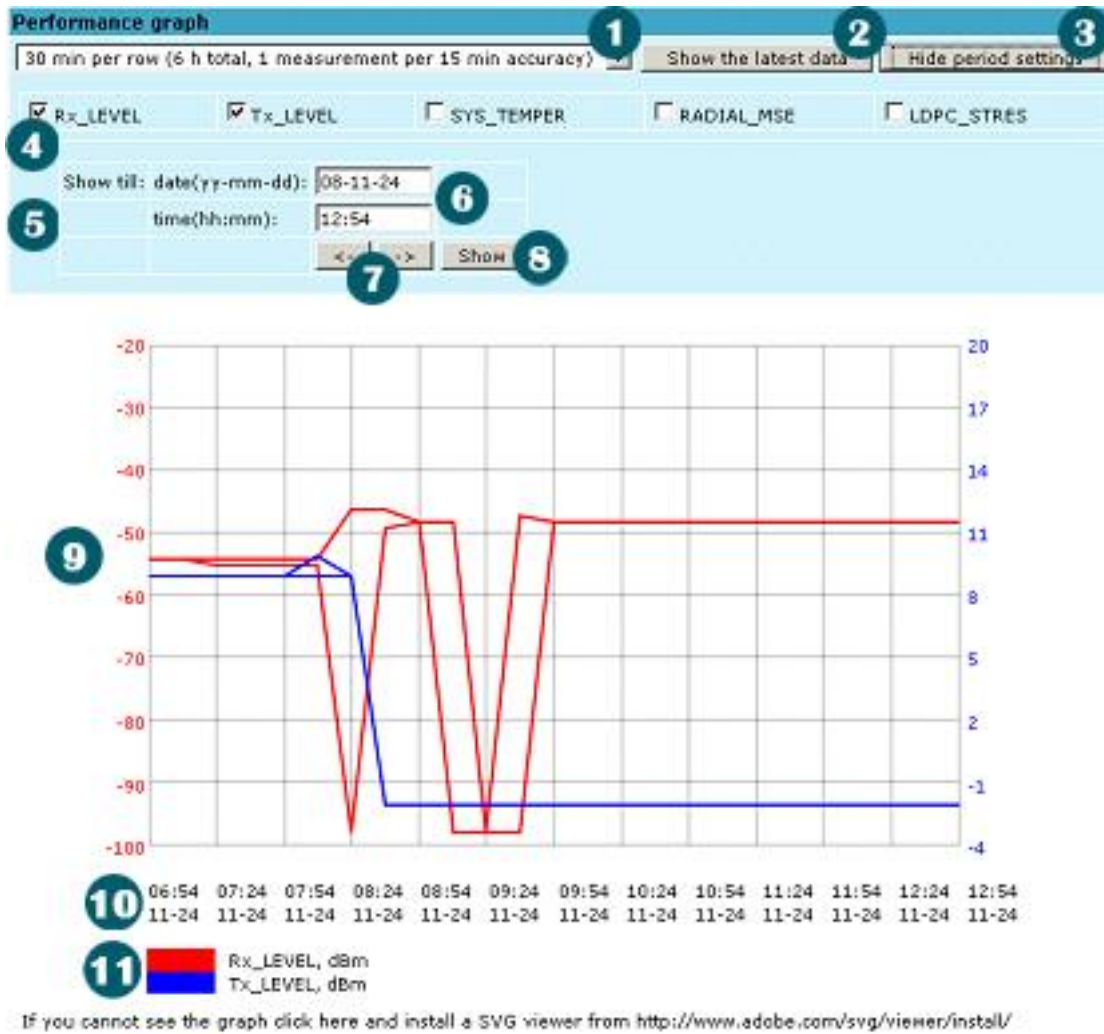 Performance graph
1 2 3
30 min per row (6 h total, 1 measurement per 15 min accuracy) Show the latest data Hide period settings
Rx_LEVEL Tx_LEVEL SYS_TEMPER RADIAL_MSE LDPC_STRES
4
Show till: date(yy-mm-dd): 08-11-24 6
5 time(hh:mm): 12:54
<- -> Show 8
7
-20 20
-30 17
-40 14
-50 11
9
-60 8
-70 5
-80 2
-90 -1
-100 -4
10
06:54 07:24 07:54 08:24 08:54 09:24 09:54 10:24 10:54 11:24 11:54 12:24 12:54
11-24 11-24 11-24 11-24 11-24 11-24 11-24 11-24 11-24 11-24 11-24 11-24 11-24
11
Rx_LEVEL, dBm
Tx_LEVEL, dBm
If you cannot see the graph click here and install a SVG viewer from http://www.adobe.com/svg/viewer/install/